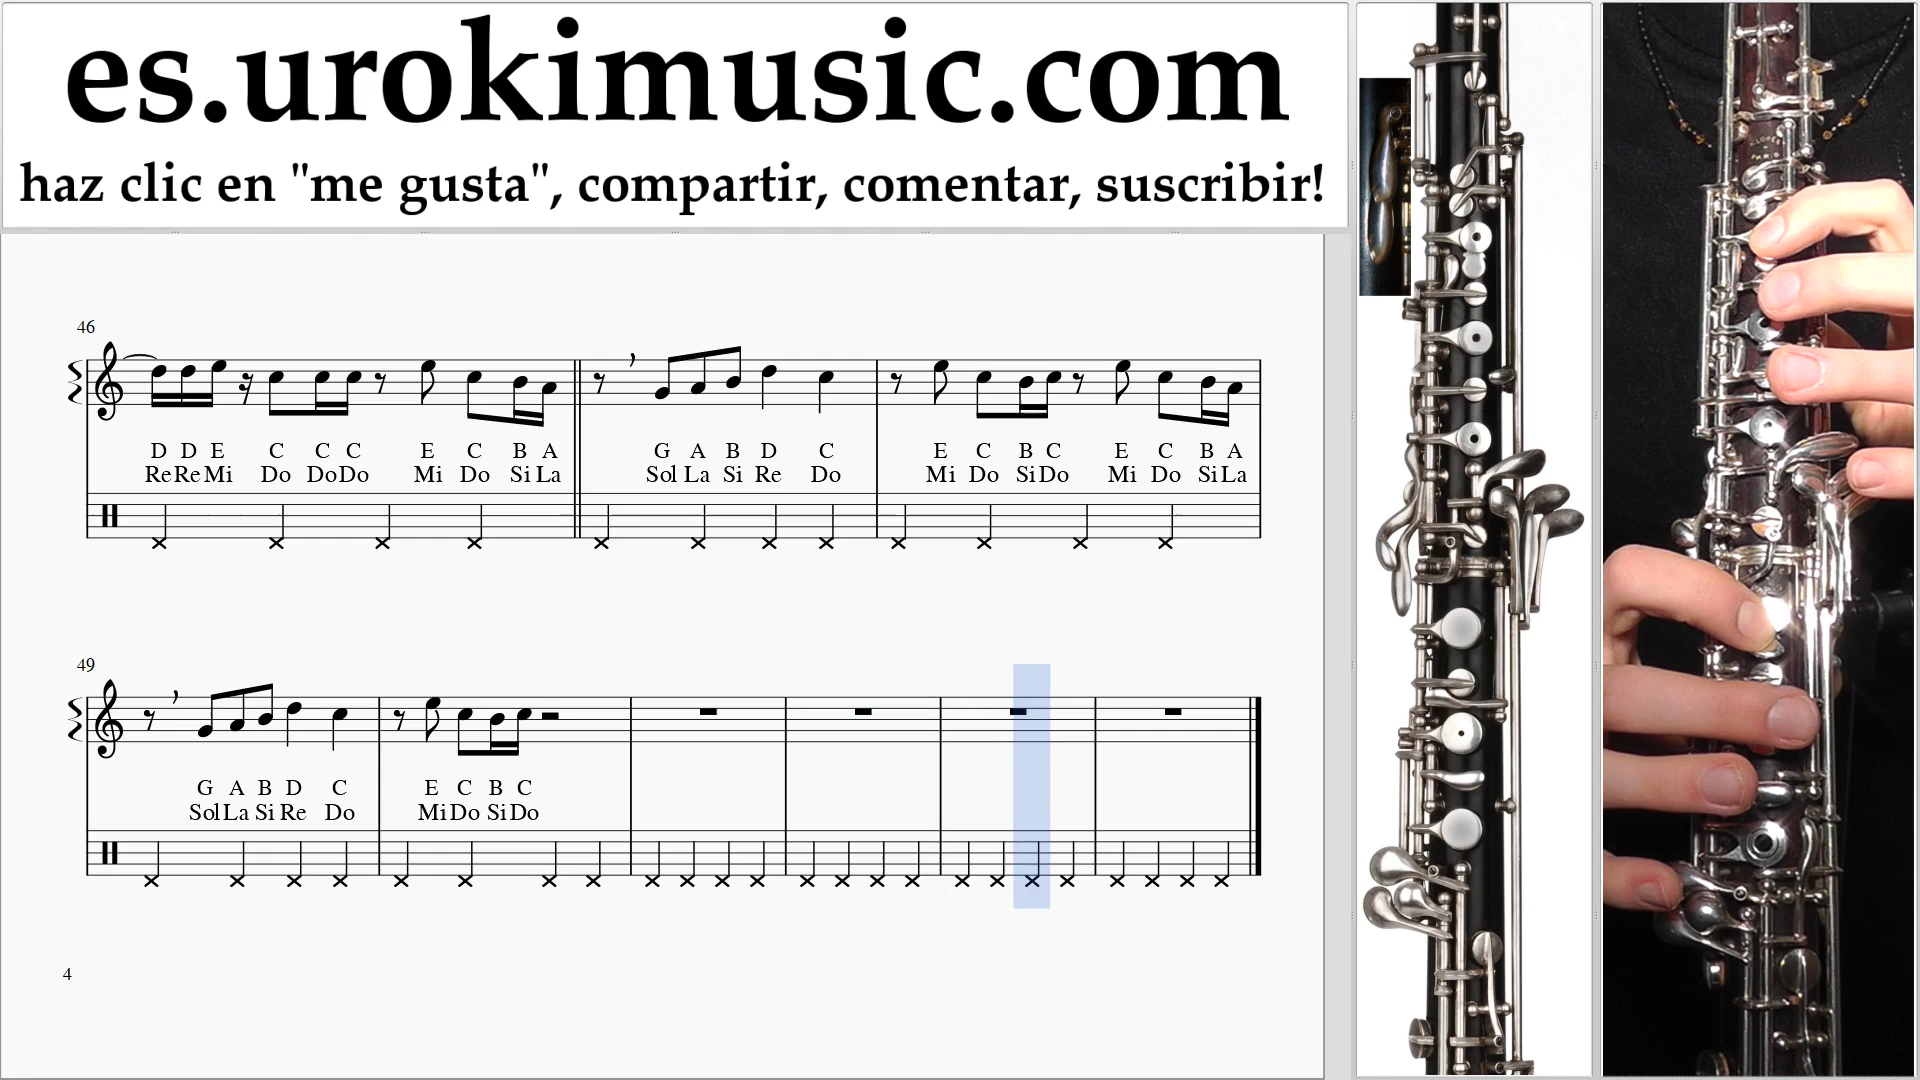 es.urokimusic.com
haz clic en "me gusta", compartir, comentar, suscribir!
46
D D E C C C E C B A G A B D C E C B C E C B A
Re Re Mi Do Do Do Mi Do Si La Sol La Si Re Do Mi Do Si Do Mi Do Si La
49
G A B D C E C B C
Sol La Si Re Do Mi Do Si Do
4